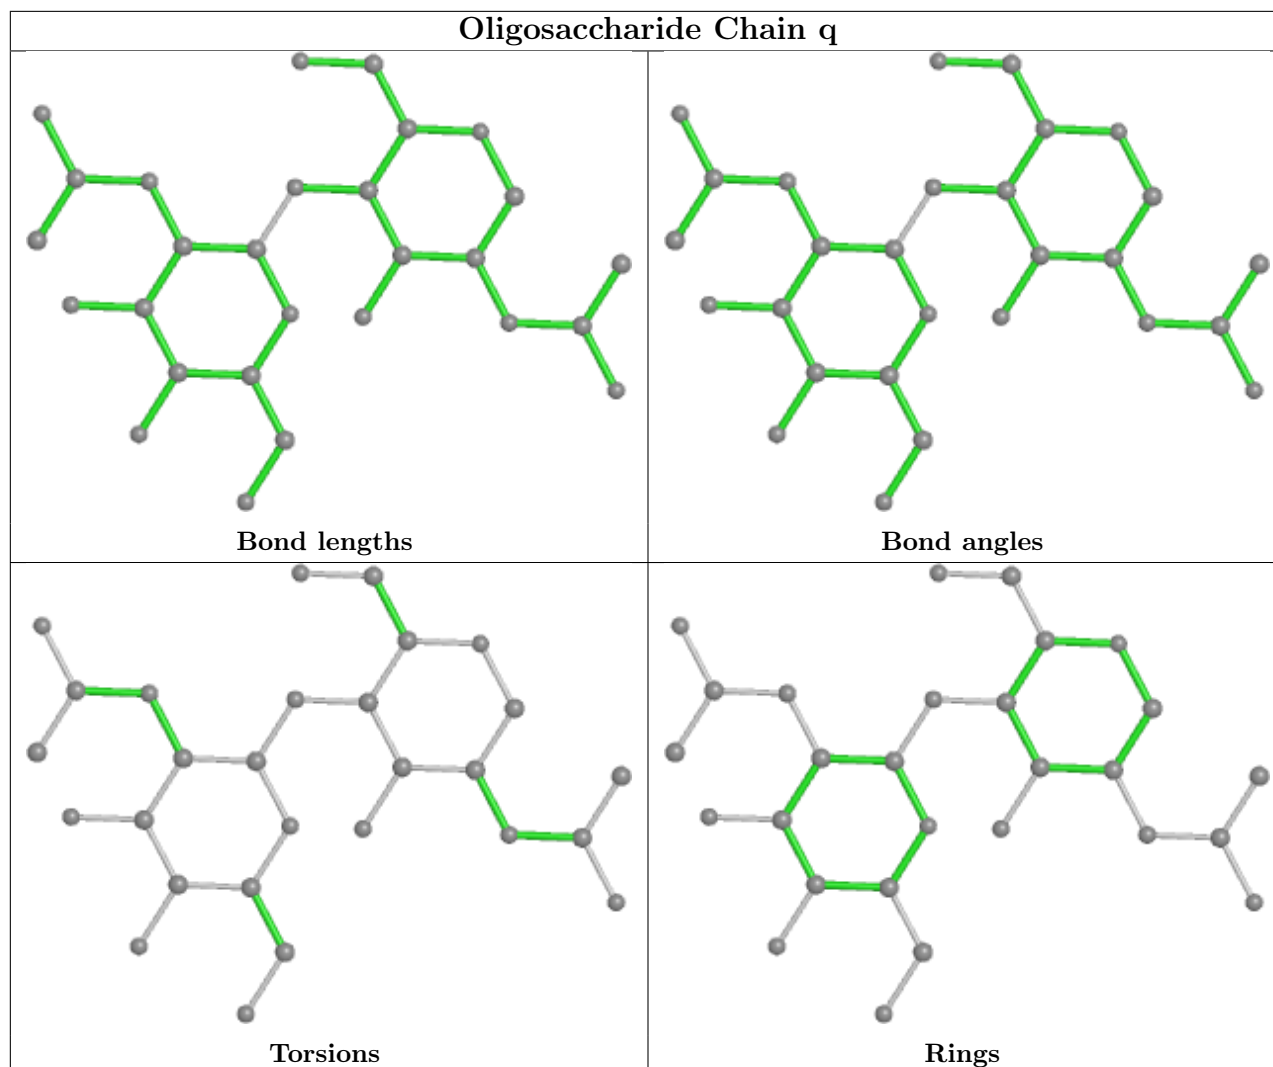 Oligosaccharide Chain q
Bond lengths
Bond angles
Torsions
Rings